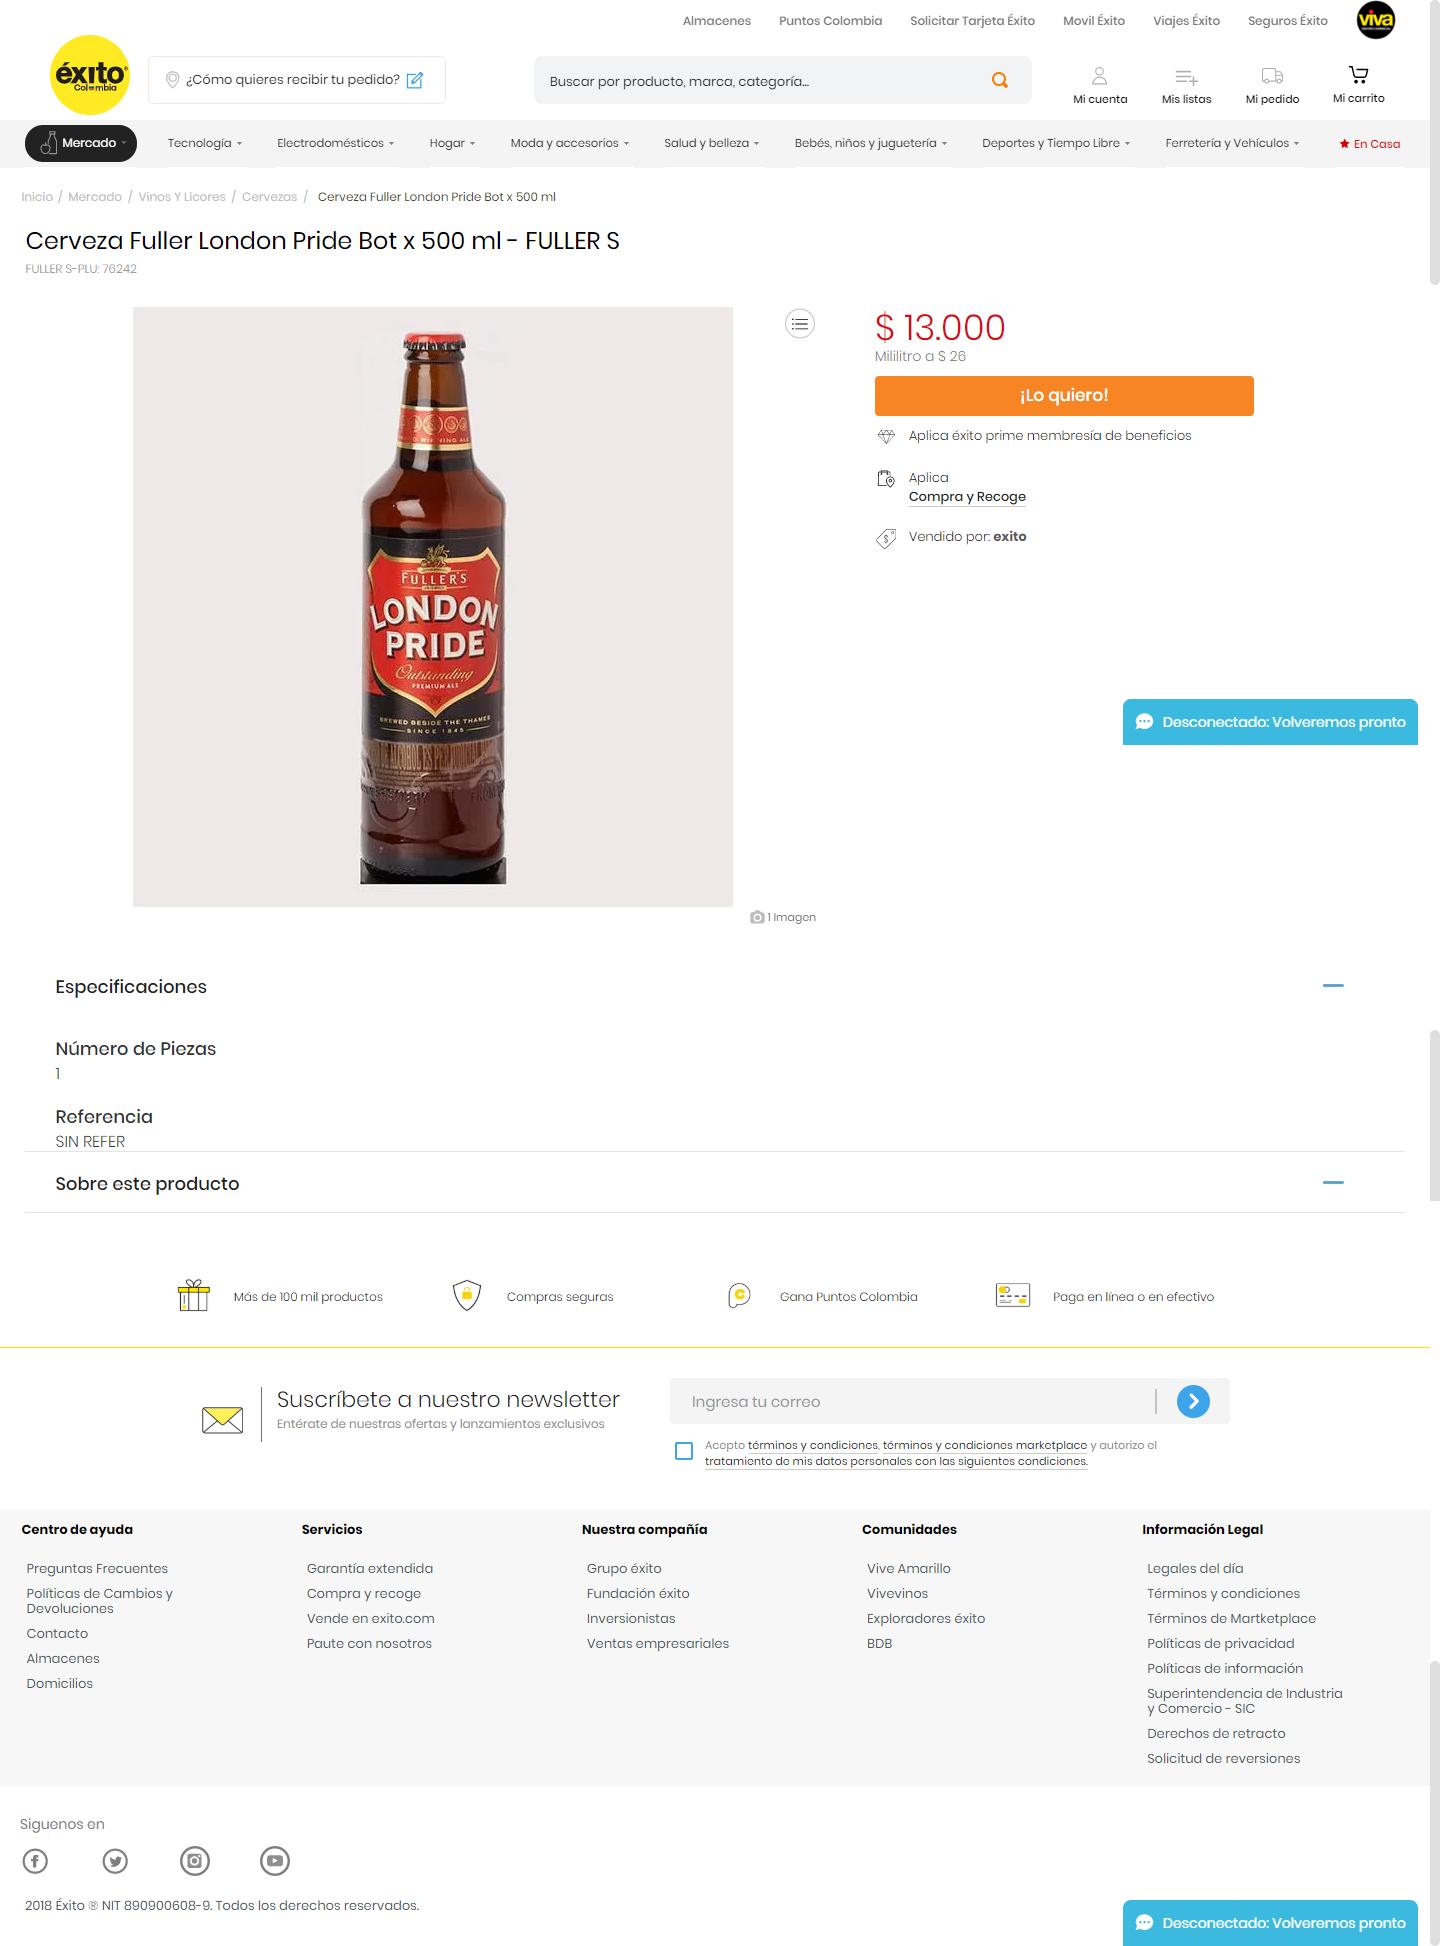 Almacenes Puntos Colombia Solicitar Tarjeta Éxito Movil Éxito Viajes Éxito Seguros Éxito viva
éxito
Colombia
¿Cómo quieres recibir tu pedido?
Buscar por producto, marca, categoría...
Mi cuenta Mis listas Mi pedido Mi carrito
Mercado Tecnología Electrodomésticos Hogar Moda y accesorios Salud y belleza Bebés, niños y juguetería Deportes y Tiempo Libre Ferretería y Vehículos En Casa
Inicio / Mercado / Vinos Y Licores / Cervezas / Cerveza Fuller London Pride Bot x 500 ml
Cerveza Fuller London Pride Bot x 500 ml - FULLER S
FULLER S-PLU: 76242
FULLER'S
LONDON
PRIDE
Outstanding
PREMIUM ALE
BREWED BESIDE THE THAMES
SINCE 1845
$ 13.000
Mililitro a $ 26
¡Lo quiero!
Aplica éxito prime membresía de beneficios
Aplica
Compra y Recoge
Vendido por: exito
Desconectado: Volveremos pronto
1 Imagen
Especificaciones
Número de Piezas
1
Referencia
SIN REFER
Sobre este producto
Más de 100 mil productos Compras seguras Gana Puntos Colombia Paga en línea o en efectivo
Suscríbete a nuestro newsletter
Entérate de nuestras ofertas y lanzamientos exclusivos
Ingresa tu correo
Acepto términos y condiciones, términos y condiciones marketplace y autorizo el
tratamiento de mis datos personales con las siguientes condiciones.
Centro de ayuda
Preguntas Frecuentes
Políticas de Cambios y
Devoluciones
Contacto
Almacenes
Domicilios
Servicios
Garantía extendida
Compra y recoge
Vende en exito.com
Paute con nosotros
Nuestra compañía
Grupo éxito
Fundación éxito
Inversionistas
Ventas empresariales
Comunidades
Vive Amarillo
Vivevinos
Exploradores éxito
BDB
Información Legal
Legales del día
Términos y condiciones
Términos de Martketplace
Políticas de privacidad
Políticas de información
Superintendencia de Industria
y Comercio - SIC
Derechos de retracto
Solicitud de reversiones
Siguenos en
2018 Éxito ® NIT 890900608-9. Todos los derechos reservados.
Desconectado: Volveremos pronto